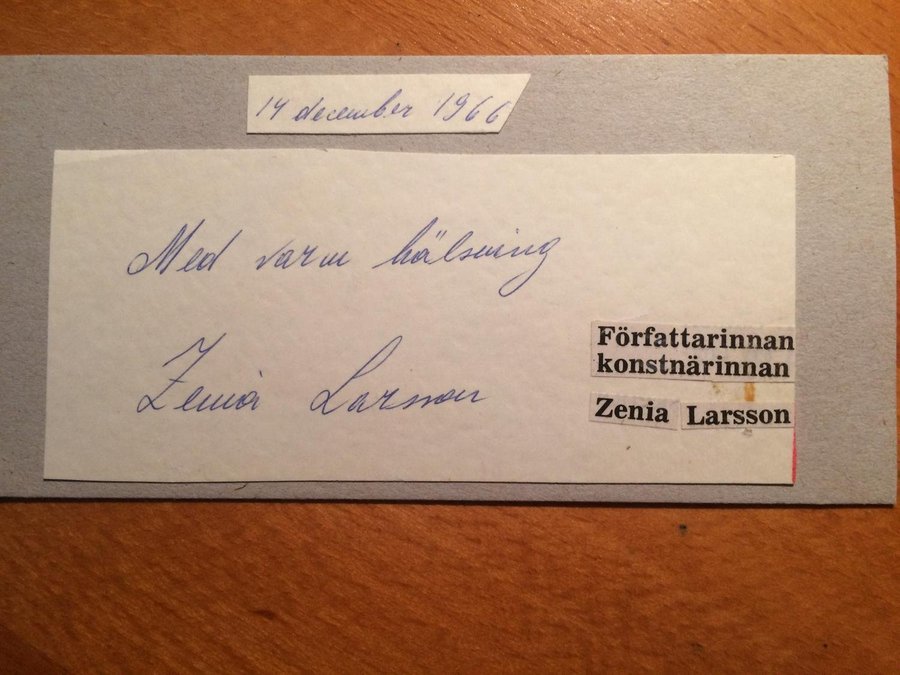 14 december 1966
Med varm hälsning
Zenia Larsson
Författarinnan
konstnärinnan
Zenia Larsson